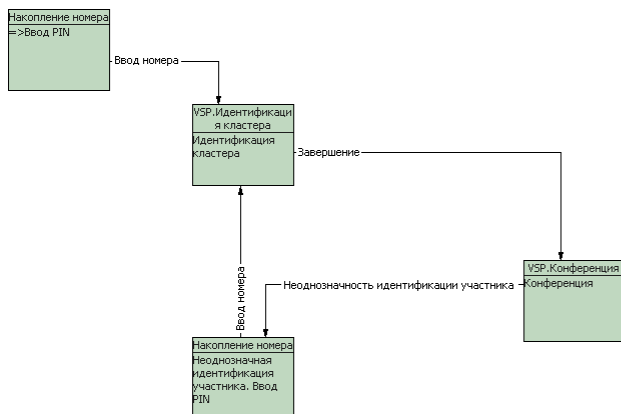 Накопление номера
=>Ввод PIN
Ввод номера
VSP.Идентификаци
я кластера
Идентификация
кластера
Завершение
VSP.Конференция
Конференция
Неоднозначность идентификации участника
Ввод номера
Накопление номера
Неоднозначная
идентификация
участника. Ввод
PIN